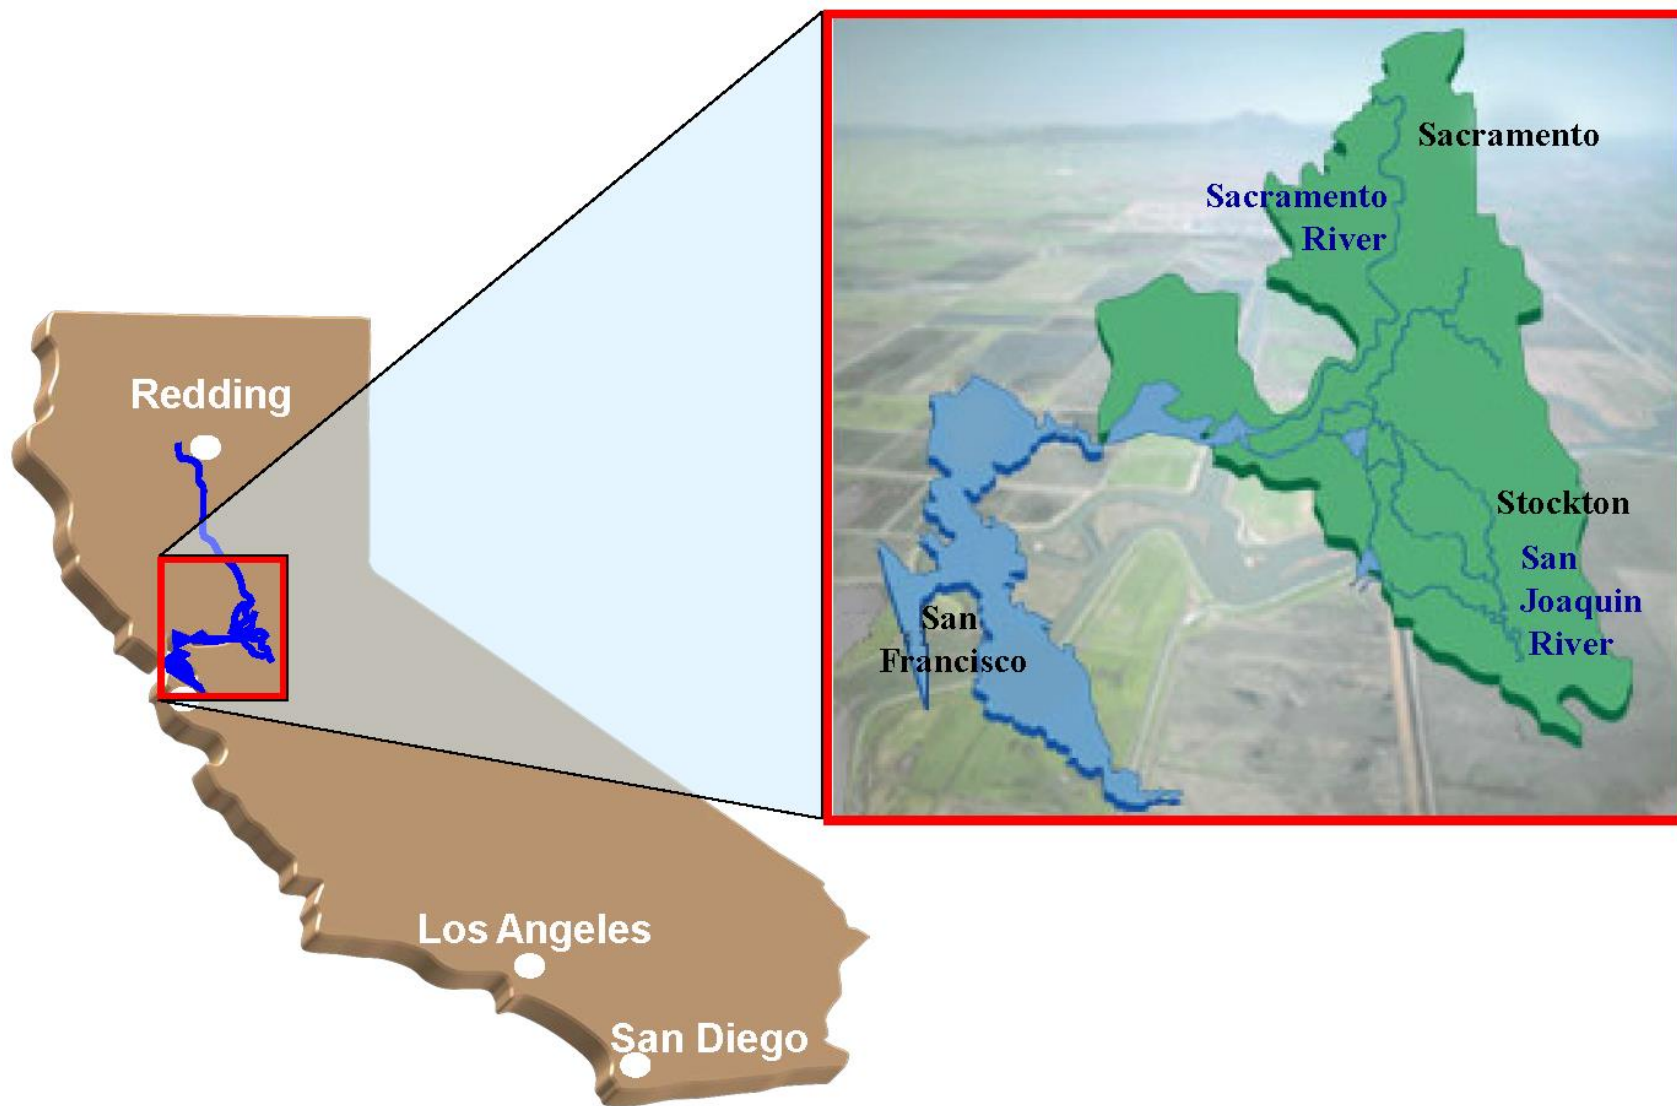 Sacramento
Sacramento
River
Redding
Stockton
San
Joaquin
River
San
Francisco
Los Angeles
San Diego